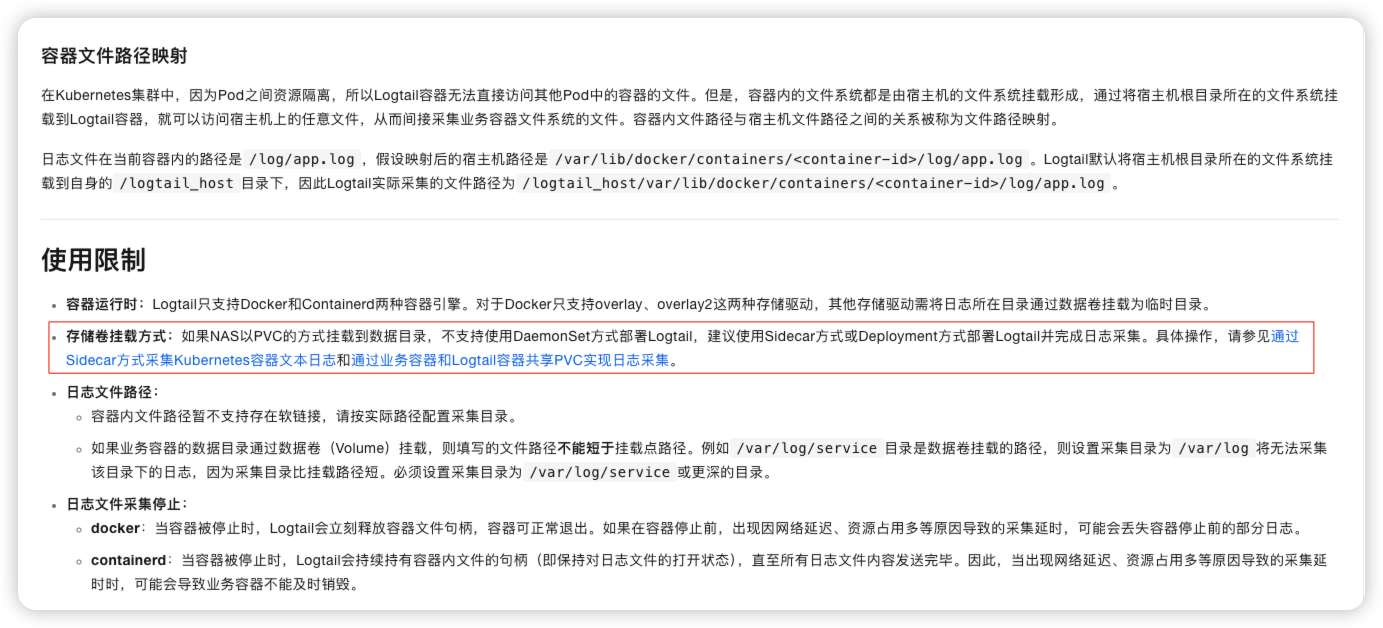 容器文件路径映射
在Kubernetes集群中，因为Pod之间资源隔离，所以Logtail容器无法直接访问其他Pod中的容器的文件。但是，容器内的文件系统都是由宿主机的文件系统挂载形成，通过将宿主机根目录所在的文件系统挂
载到Logtail容器，就可以访问宿主机上的任意文件，从而间接采集业务容器文件系统的文件。容器内文件路径与宿主机文件路径之间的关系被称为文件路径映射。
日志文件在当前容器内的路径是 /log/app.log ，假设映射后的宿主机路径是 /var/lib/docker/containers/<container-id>/log/app.log 。Logtail默认将宿主机根目录所在的文件系统挂
载到自身的 /logtail_host 目录下，因此Logtail实际采集的文件路径为 /logtail_host/var/lib/docker/containers/<container-id>/log/app.log 。
使用限制
• 容器运行时：Logtail只支持Docker和Containerd两种容器引擎。对于Docker只支持overlay、overlay2这两种存储驱动，其他存储驱动需将日志所在目录通过数据卷挂载为临时目录。
• 存储卷挂载方式：如果NAS以PVC的方式挂载到数据目录，不支持使用DaemonSet方式部署Logtail，建议使用Sidecar方式或Deployment方式部署Logtail并完成日志采集。具体操作，请参见通过
Sidecar方式采集Kubernetes容器文本日志和通过业务容器和Logtail容器共享PVC实现日志采集。
• 日志文件路径：
◦ 容器内文件路径暂不支持存在软链接，请按实际路径配置采集目录。
◦ 如果业务容器的数据目录通过数据卷（Volume）挂载，则填写的文件路径不能短于挂载点路径。例如 /var/log/service 目录是数据卷挂载的路径，则设置采集目录为 /var/log 将无法采集
该目录下的日志，因为采集目录比挂载路径短。必须设置采集目录为 /var/log/service 或更深的目录。
• 日志文件采集停止：
◦ docker：当容器被停止时，Logtail会立刻释放容器文件句柄，容器可正常退出。如果在容器停止前，出现因网络延迟、资源占用多等原因导致的采集延时，可能会丢失容器停止前的部分日志。
◦ containerd：当容器被停止时，Logtail会持续持有容器内文件的句柄（即保持对日志文件的打开状态），直至所有日志文件内容发送完毕。因此，当出现网络延迟、资源占用多等原因导致的采集延
时时，可能会导致业务容器不能及时销毁。